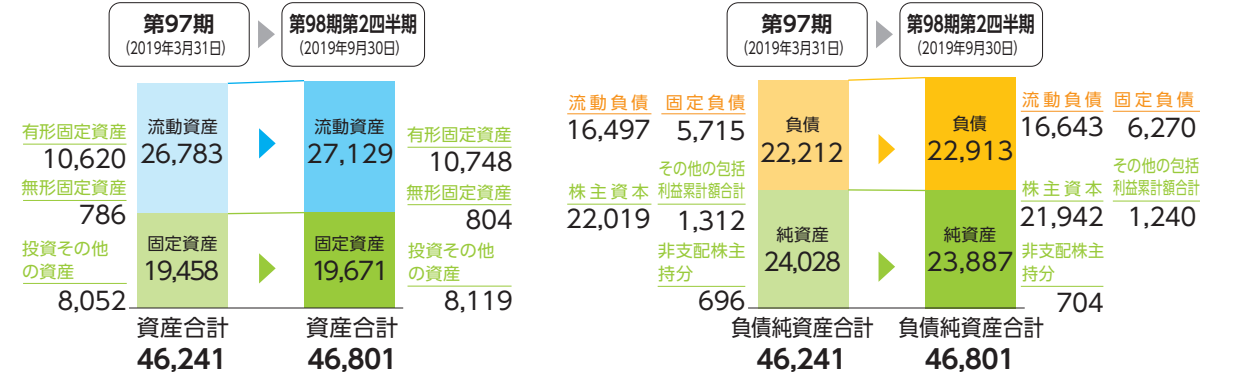 第97期
(2019年3月31日)
第98期第2四半期
(2019年9月30日)
有形固定資産
10,620
無形固定資産
786
投資その他
の資産
8,052
流動資産
26,783
固定資産
19,458
資産合計
46,241
流動資産
27,129
固定資産
19,671
資産合計
46,801
有形固定資産
10,748
無形固定資産
804
投資その他
の資産
8,119
第97期
(2019年3月31日)
第98期第2四半期
(2019年9月30日)
流動負債
16,497
固定負債
5,715
株主資本
22,019
その他の包括
利益累計額合計
1,312
非支配株主
持分
696
負債
22,212
純資産
24,028
負債純資産合計
46,241
負債
22,913
純資産
23,887
負債純資産合計
46,801
流動負債
16,643
固定負債
6,270
株主資本
21,942
その他の包括
利益累計額合計
1,240
非支配株主
持分
704